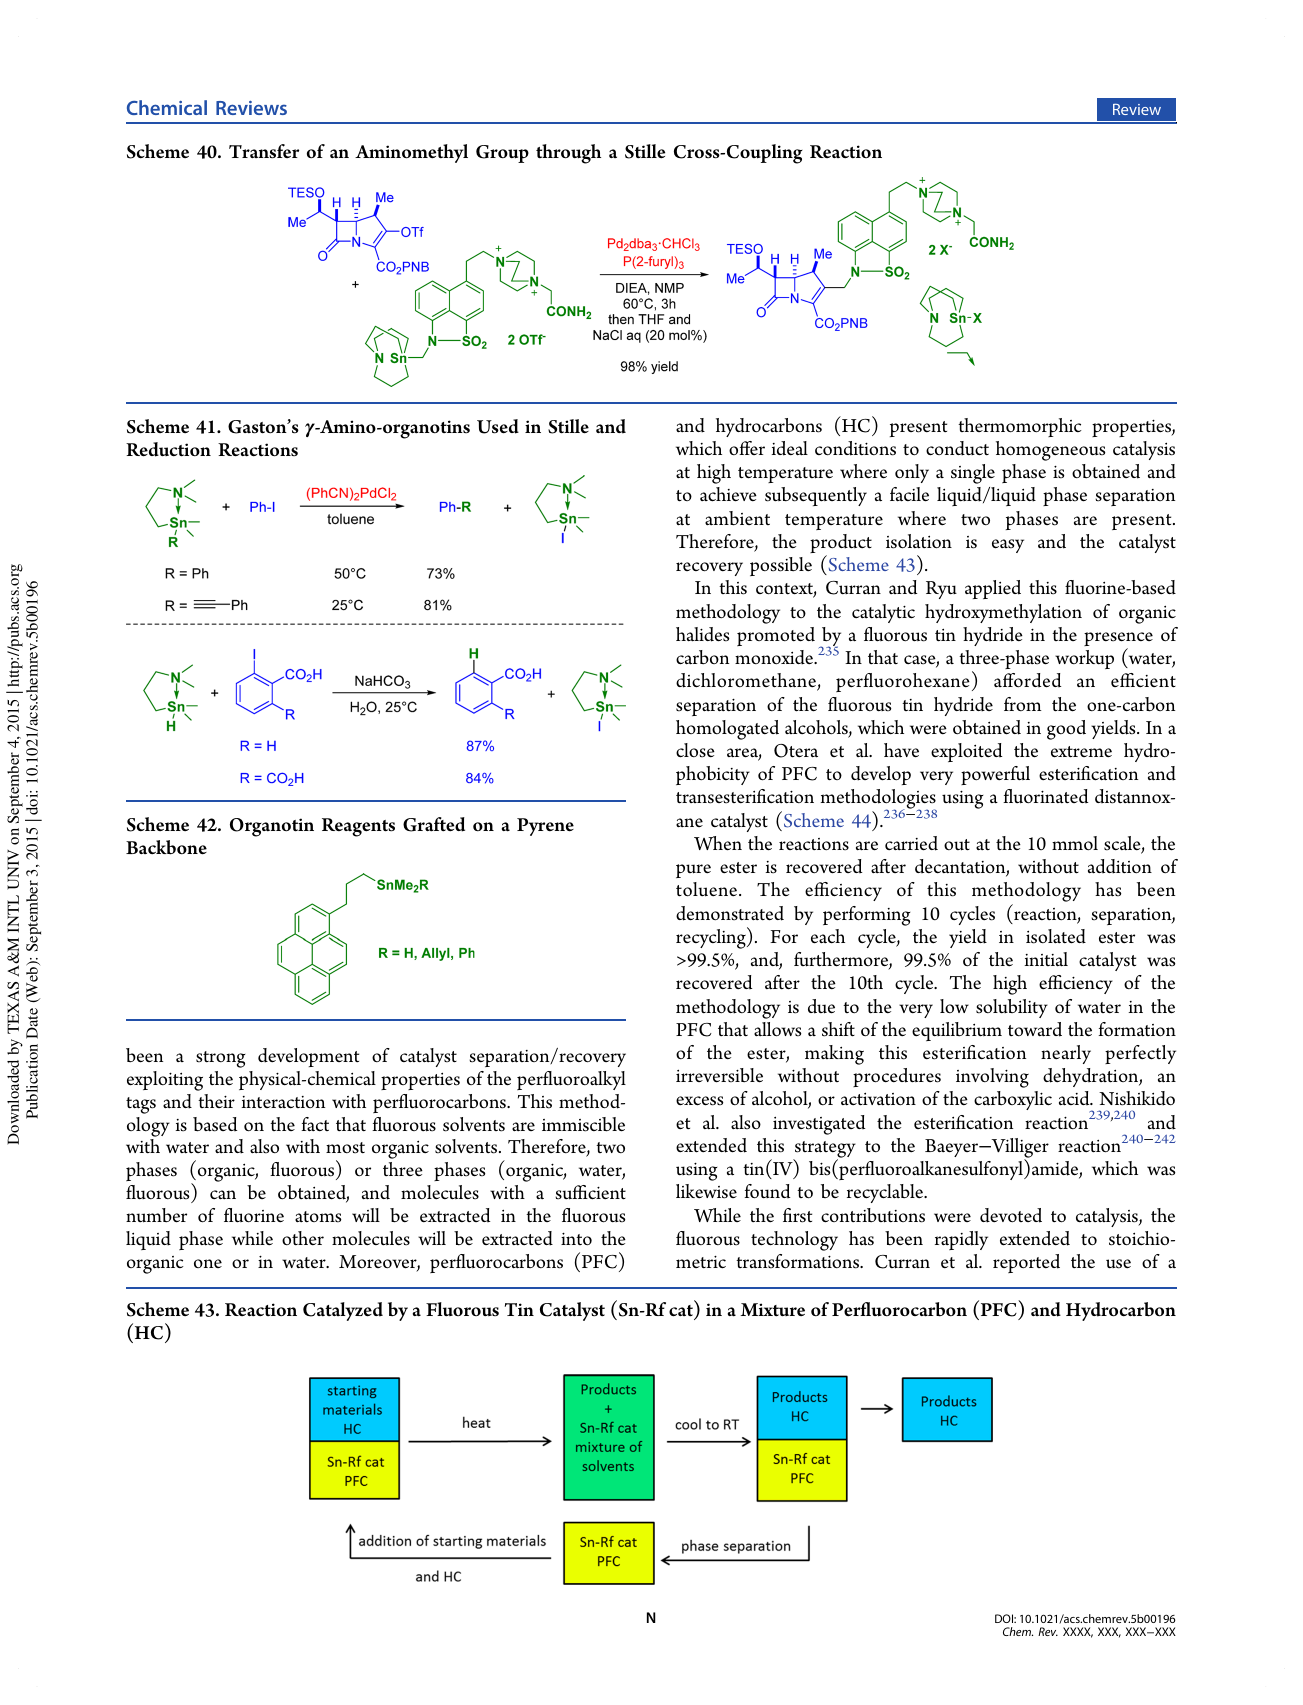 Chemical Reviews
Review
Scheme 40. Transfer of an Aminomethyl Group through a Stille Cross-Coupling Reaction
TESO
H H Me
Me
OTf
O
N
CO₂PNB
+
N⁺
N⁺
CONH₂
N SO₂ 2 OTf⁻
N Sn
Pd₂dba₃·CHCl₃
P(2-furyl)₃
DIEA, NMP
60°C, 3h
then THF and
NaCl aq (20 mol%)
98% yield
TESO
H H Me
Me
O
N
CO₂PNB
N⁺
N⁺
CONH₂
2 X⁻
N SO₂
N Sn-X
Scheme 41. Gaston's γ-Amino-organotins Used in Stille and
Reduction Reactions
N
Sn
R
+ Ph-I
(PhCN)₂PdCl₂
toluene
Ph-R +
N
Sn
I
R = Ph 50°C 73%
R = Ph 25°C 81%
N
Sn
H
+
I
CO₂H
R
NaHCO₃
H₂O, 25°C
H
CO₂H
R
+
N
Sn
I
R = H 87%
R = CO₂H 84%
Scheme 42. Organotin Reagents Grafted on a Pyrene
Backbone
SnMe₂R
R = H, Allyl, Ph
been a strong development of catalyst separation/recovery
exploiting the physical-chemical properties of the perfluoroalkyl
tags and their interaction with perfluorocarbons. This method-
ology is based on the fact that fluorous solvents are immiscible
with water and also with most organic solvents. Therefore, two
phases (organic, fluorous) or three phases (organic, water,
fluorous) can be obtained, and molecules with a sufficient
number of fluorine atoms will be extracted in the fluorous
liquid phase while other molecules will be extracted into the
organic one or in water. Moreover, perfluorocarbons (PFC)
and hydrocarbons (HC) present thermomorphic properties,
which offer ideal conditions to conduct homogeneous catalysis
at high temperature where only a single phase is obtained and
to achieve subsequently a facile liquid/liquid phase separation
at ambient temperature where two phases are present.
Therefore, the product isolation is easy and the catalyst
recovery possible (Scheme 43).
In this context, Curran and Ryu applied this fluorine-based
methodology to the catalytic hydroxymethylation of organic
halides promoted by a fluorous tin hydride in the presence of
carbon monoxide.²³⁵ In that case, a three-phase workup (water,
dichloromethane, perfluorohexane) afforded an efficient
separation of the fluorous tin hydride from the one-carbon
homologated alcohols, which were obtained in good yields. In a
close area, Otera et al. have exploited the extreme hydro-
phobicity of PFC to develop very powerful esterification and
transesterification methodologies using a fluorinated distannox-
ane catalyst (Scheme 44).²³⁶⁻²³⁸
When the reactions are carried out at the 10 mmol scale, the
pure ester is recovered after decantation, without addition of
toluene. The efficiency of this methodology has been
demonstrated by performing 10 cycles (reaction, separation,
recycling). For each cycle, the yield in isolated ester was
>99.5%, and, furthermore, 99.5% of the initial catalyst was
recovered after the 10th cycle. The high efficiency of the
methodology is due to the very low solubility of water in the
PFC that allows a shift of the equilibrium toward the formation
of the ester, making this esterification nearly perfectly
irreversible without procedures involving dehydration, an
excess of alcohol, or activation of the carboxylic acid. Nishikido
et al. also investigated the esterification reaction²³⁹,²⁴⁰ and
extended this strategy to the Baeyer−Villiger reaction²⁴⁰⁻²⁴²
using a tin(IV) bis(perfluoroalkanesulfonyl)amide, which was
likewise found to be recyclable.
While the first contributions were devoted to catalysis, the
fluorous technology has been rapidly extended to stoichio-
metric transformations. Curran et al. reported the use of a
Scheme 43. Reaction Catalyzed by a Fluorous Tin Catalyst (Sn-Rf cat) in a Mixture of Perfluorocarbon (PFC) and Hydrocarbon
(HC)
starting
materials
HC
Sn-Rf cat
PFC
heat
Products
+
Sn-Rf cat
mixture of
solvents
cool to RT
Products
HC
Sn-Rf cat
PFC
Products
HC
addition of starting materials
and HC
Sn-Rf cat
PFC
phase separation
N
DOI: 10.1021/acs.chemrev.5b00196
Chem. Rev. XXXX, XXX, XXX−XXX
Downloaded by TEXAS A&M INTL UNIV on September 4, 2015 | http://pubs.acs.org
Publication Date (Web): September 3, 2015 | doi: 10.1021/acs.chemrev.5b00196